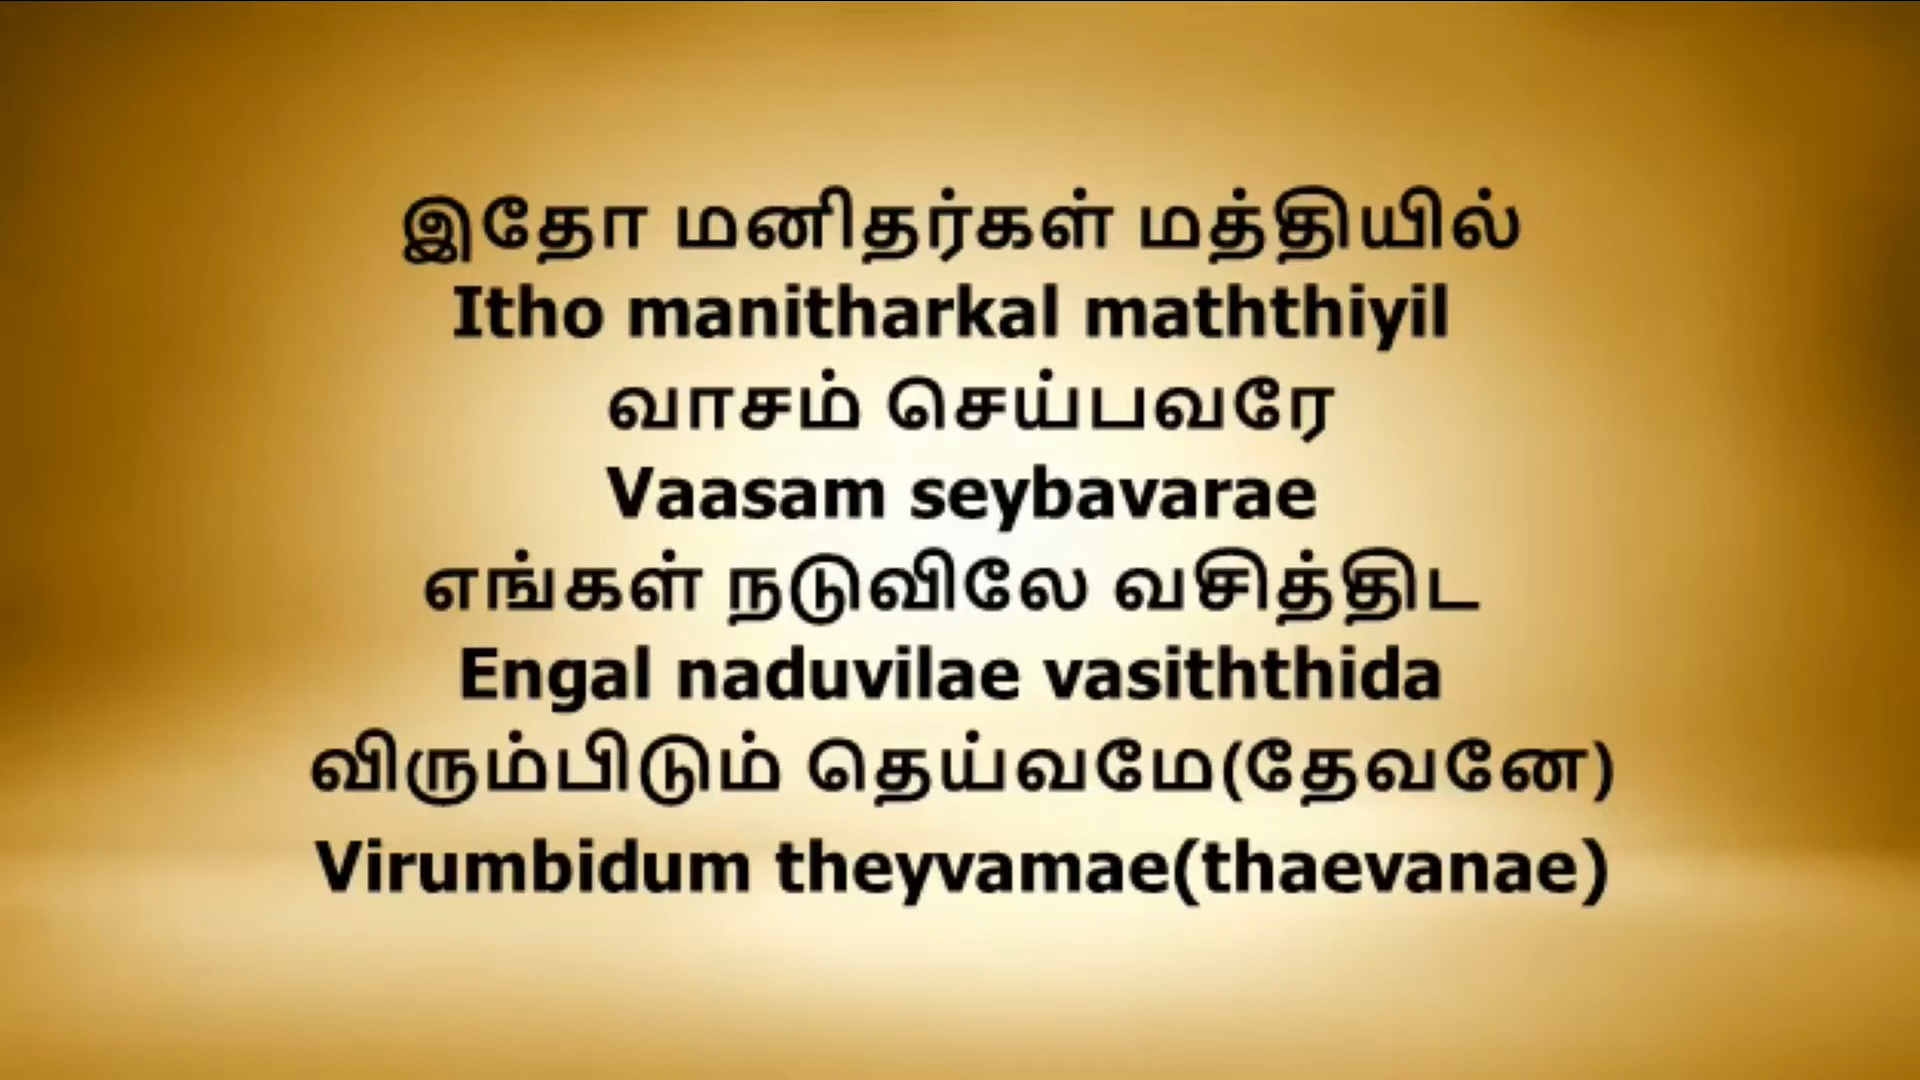 இதோ மனிதர்கள் மத்தியில்
Itho manitharkal maththiyil
வாசம் செய்பவரே
Vaasam seybavarae
எங்கள் நடுவிலே வசித்திட
Engal naduvilae vasiththida
விரும்பிடும் தெய்வமே(தேவனே)
Virumbidum theyvamae(thaevanae)